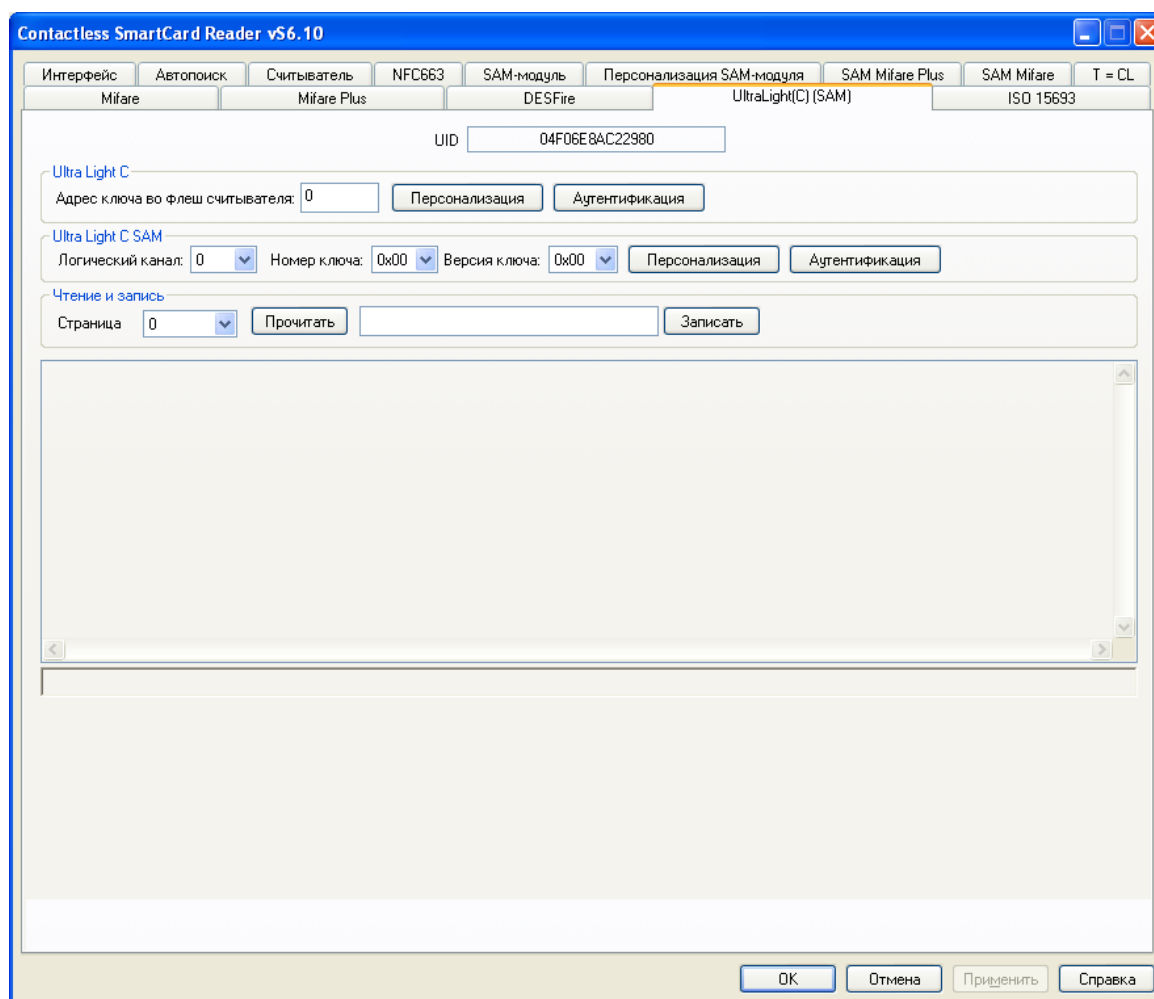 Contactless SmartCard Reader vS6.10
Интерфейс Автопоиск Считыватель NFC663 SAM-модуль Персонализация SAM-модуля SAM Mifare Plus SAM Mifare T = CL
Mifare Mifare Plus DESFire UltraLight(C) (SAM) ISO 15693
UID 04F06E8AC22980
Ultra Light C
Адрес ключа во флеш считывателя: 0 Персонализация Аутентификация
Ultra Light C SAM
Логический канал: 0 Номер ключа: 0x00 Версия ключа: 0x00 Персонализация Аутентификация
Чтение и запись
Страница 0 Прочитать Записать
OK Отмена Применить Справка